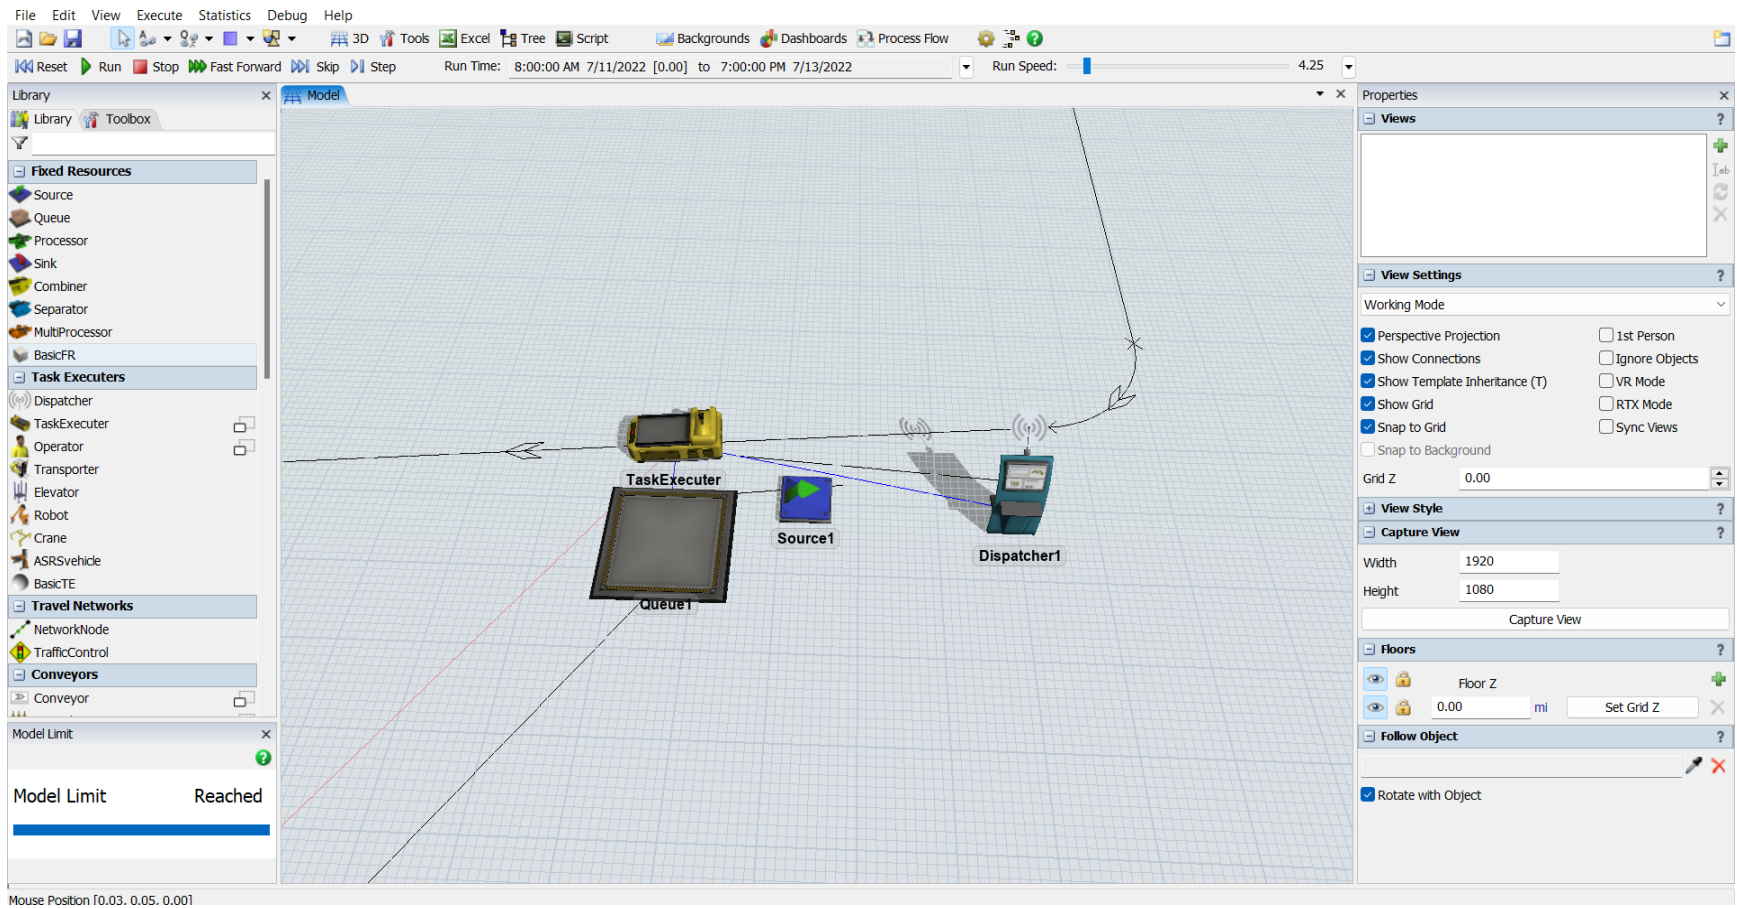 File Edit View Execute Statistics Debug Help
3D Tools Excel Tree Script Backgrounds Dashboards Process Flow
Reset Run Stop Fast Forward Skip Step Run Time: 8:00:00 AM 7/11/2022 [0.00] to 7:00:00 PM 7/13/2022 Run Speed: 4.25
Library
Library Toolbox
Fixed Resources
Source
Queue
Processor
Sink
Combiner
Separator
MultiProcessor
BasicFR
Task Executers
Dispatcher
TaskExecuter
Operator
Transporter
Elevator
Robot
Crane
ASRSvehicle
BasicTE
Travel Networks
NetworkNode
TrafficControl
Conveyors
Conveyor
Model Limit
Model Limit Reached
Mouse Position [0.03, 0.05, 0.00]
Model
TaskExecuter
Source1
Dispatcher1
Queue1
Properties
Views
View Settings
Working Mode
Perspective Projection 1st Person
Show Connections Ignore Objects
Show Template Inheritance (T) VR Mode
Show Grid RTX Mode
Snap to Grid Sync Views
Snap to Background
Grid Z 0.00
View Style
Capture View
Width 1920
Height 1080
Capture View
Floors
Floor Z
0.00 mi Set Grid Z
Follow Object
Rotate with Object